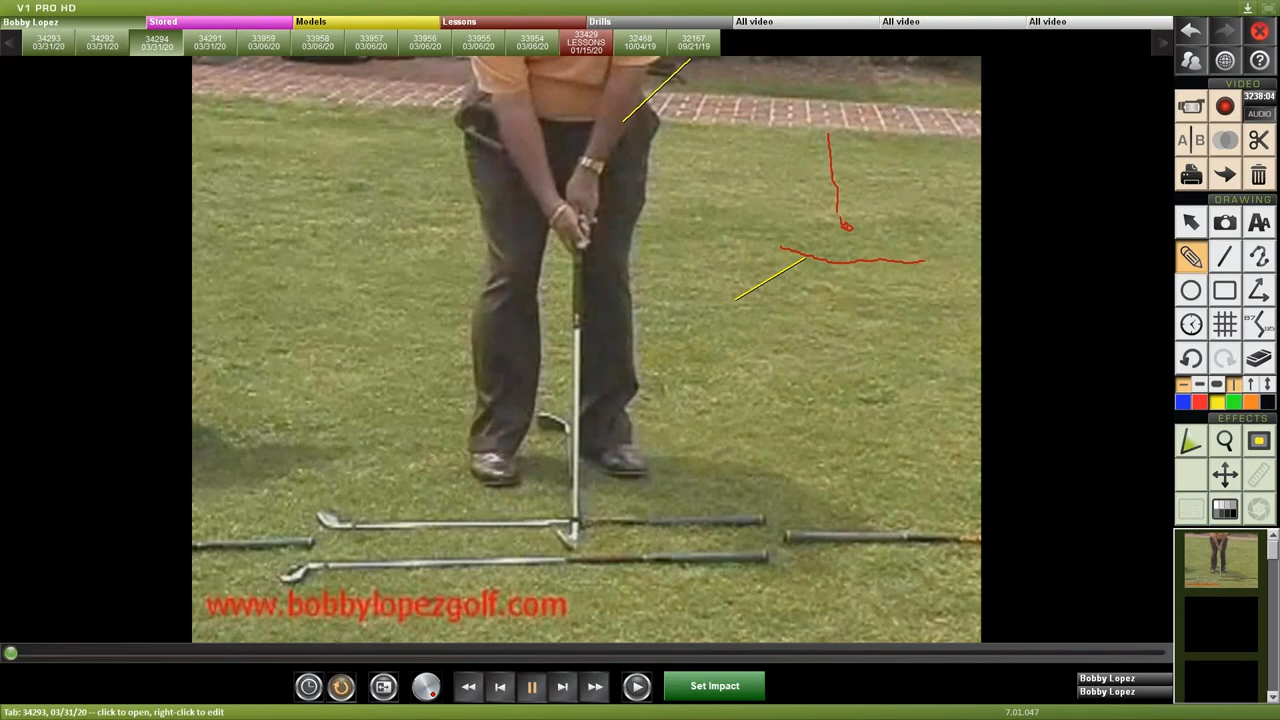 V1 PRO HD
Bobby Lopez Stored Models Lessons Drills All video All video All video
34293 34292 34294 34291 33959 33958 33957 33956 33955 33954 33429 32468 32167
03/31/20 03/31/20 03/31/20 03/31/20 03/06/20 03/06/20 03/06/20 03/06/20 03/06/20 03/06/20 LESSONS 10/04/19 09/21/19
01/15/20
VIDEO
3238:04
AUDIO
A|B
DRAWING
AA
87
95
EFFECTS
www.bobbylopezgolf.com
Set Impact
Bobby Lopez
Bobby Lopez
Tab: 34293, 03/31/20 -- click to open, right-click to edit
7.01.047